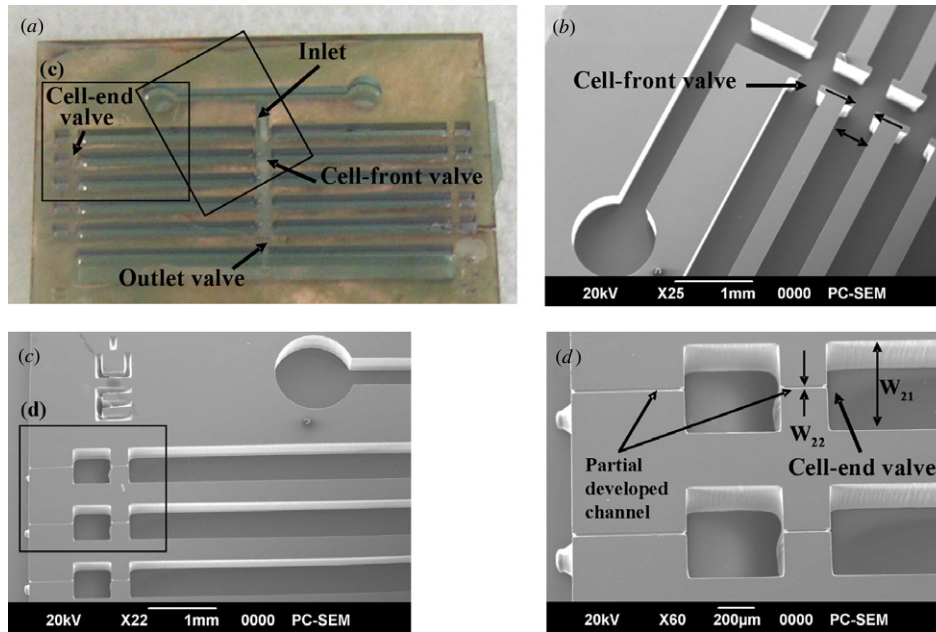 (a)
Inlet
(c)
Cell-end
valve
Cell-front valve
Outlet valve
(b)
Cell-front valve
20kV X25 1mm 0000 PC-SEM
(c)
(d)
20kV X22 1mm 0000 PC-SEM
(d)
W21
W22
Partial
developed
channel
Cell-end valve
20kV X60 200µm 0000 PC-SEM